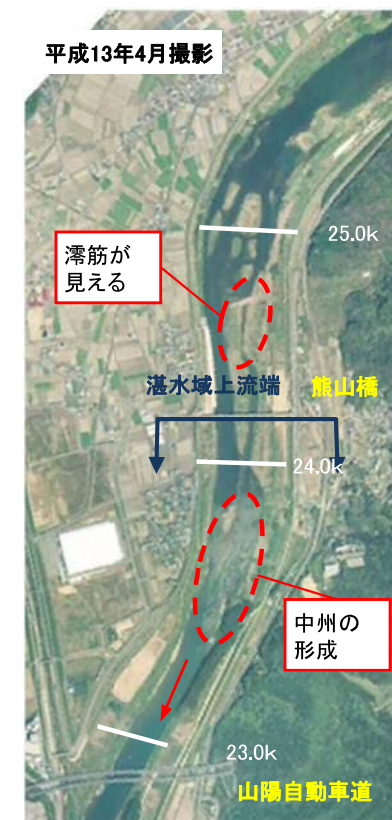 平成13年4月撮影
25.0k
澪筋が
見える
湛水域上流端
熊山橋
24.0k
中州の
形成
23.0k
山陽自動車道